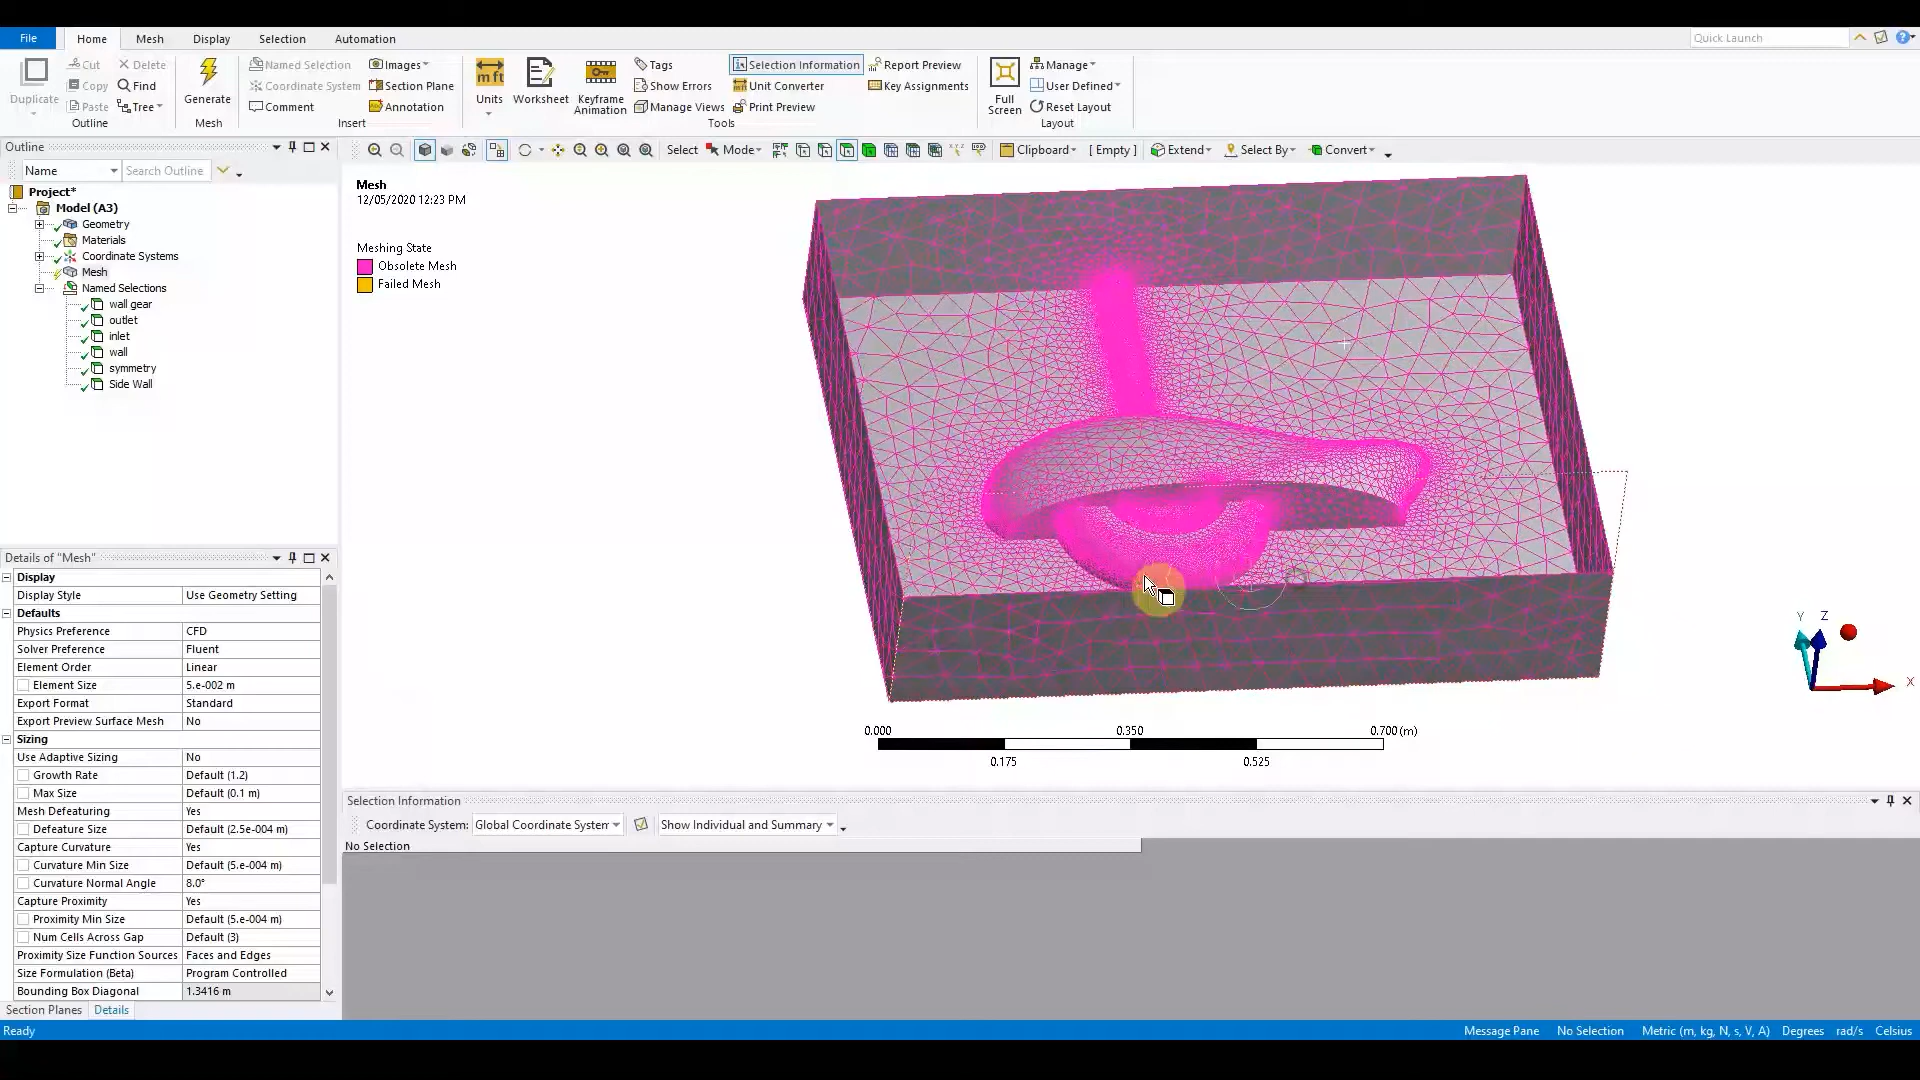 File
Home
Mesh
Display
Selection
Automation
Quick Launch
Duplicate
Cut
Copy
Paste
Delete
Find
Tree
Outline
Generate
Mesh
Named Selection
Coordinate System
Comment
Images
Section Plane
Annotation
Insert
Units
Worksheet
Keyframe
Animation
Tags
Show Errors
Manage Views
Selection Information
Unit Converter
Print Preview
Report Preview
Key Assignments
Tools
Full
Screen
Manage
User Defined
Reset Layout
Layout
Outline
Select
Mode
Clipboard
[ Empty ]
Extend
Select By
Convert
Name
Search Outline
Project*
Model (A3)
Geometry
Materials
Coordinate Systems
Mesh
Named Selections
wall gear
outlet
inlet
wall
symmetry
Side Wall
Mesh
12/05/2020 12:23 PM
Meshing State
Obsolete Mesh
Failed Mesh
Y
Z
X
0.000
0.350
0.700 (m)
0.175
0.525
Details of "Mesh"
Display
Display Style Use Geometry Setting
Defaults
Physics Preference CFD
Solver Preference Fluent
Element Order Linear
Element Size 5.e-002 m
Export Format Standard
Export Preview Surface Mesh No
Sizing
Use Adaptive Sizing No
Growth Rate Default (1.2)
Max Size Default (0.1 m)
Mesh Defeaturing Yes
Defeature Size Default (2.5e-004 m)
Capture Curvature Yes
Curvature Min Size Default (5.e-004 m)
Curvature Normal Angle 8.0°
Capture Proximity Yes
Proximity Min Size Default (5.e-004 m)
Num Cells Across Gap Default (3)
Proximity Size Function Sources Faces and Edges
Size Formulation (Beta) Program Controlled
Bounding Box Diagonal 1.3416 m
Section Planes
Details
Selection Information
Coordinate System: Global Coordinate System
Show Individual and Summary
No Selection
Ready
Message Pane
No Selection
Metric (m, kg, N, s, V, A)
Degrees
rad/s
Celsius